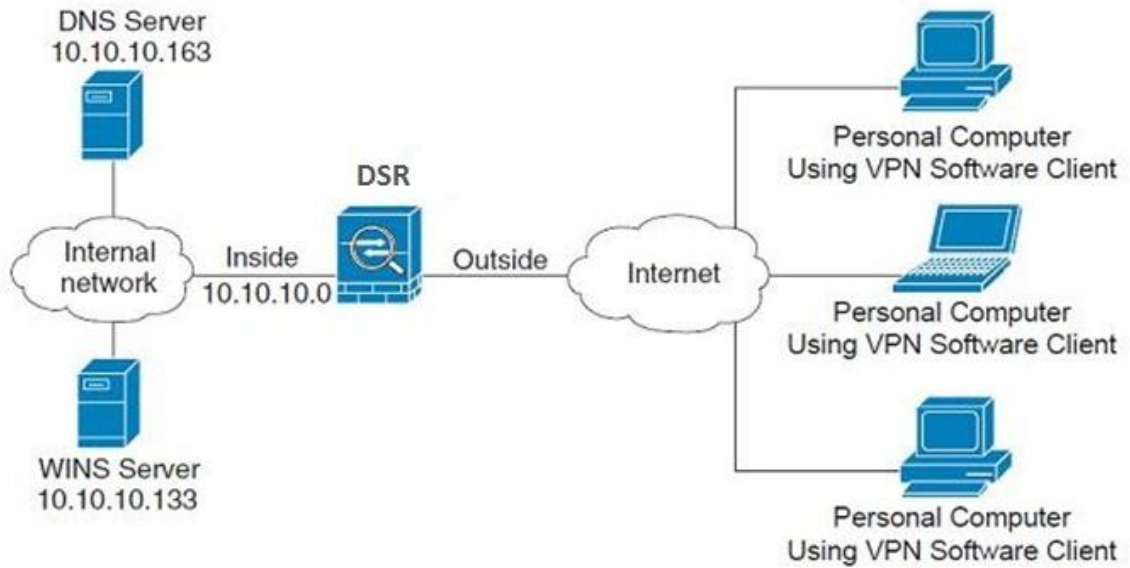 DNS Server
10.10.10.163
DSR
Internal
network
Inside
10.10.10.0
Outside
Internet
WINS Server
10.10.10.133
Personal Computer
Using VPN Software Client
Personal Computer
Using VPN Software Client
Personal Computer
Using VPN Software Client